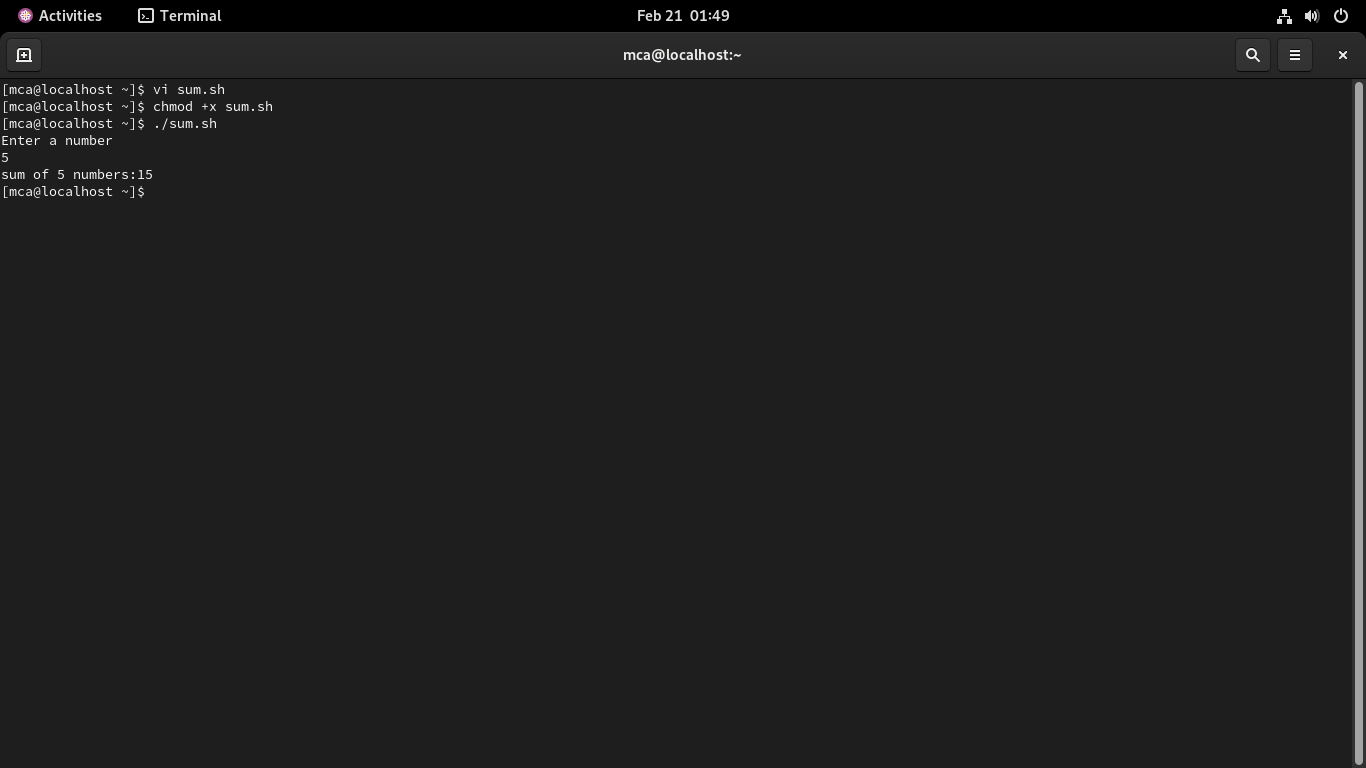 Activities Terminal Feb 21 01:49
mca@localhost:~
[mca@localhost ~]$ vi sum.sh
[mca@localhost ~]$ chmod +x sum.sh
[mca@localhost ~]$ ./sum.sh
Enter a number
5
sum of 5 numbers:15
[mca@localhost ~]$